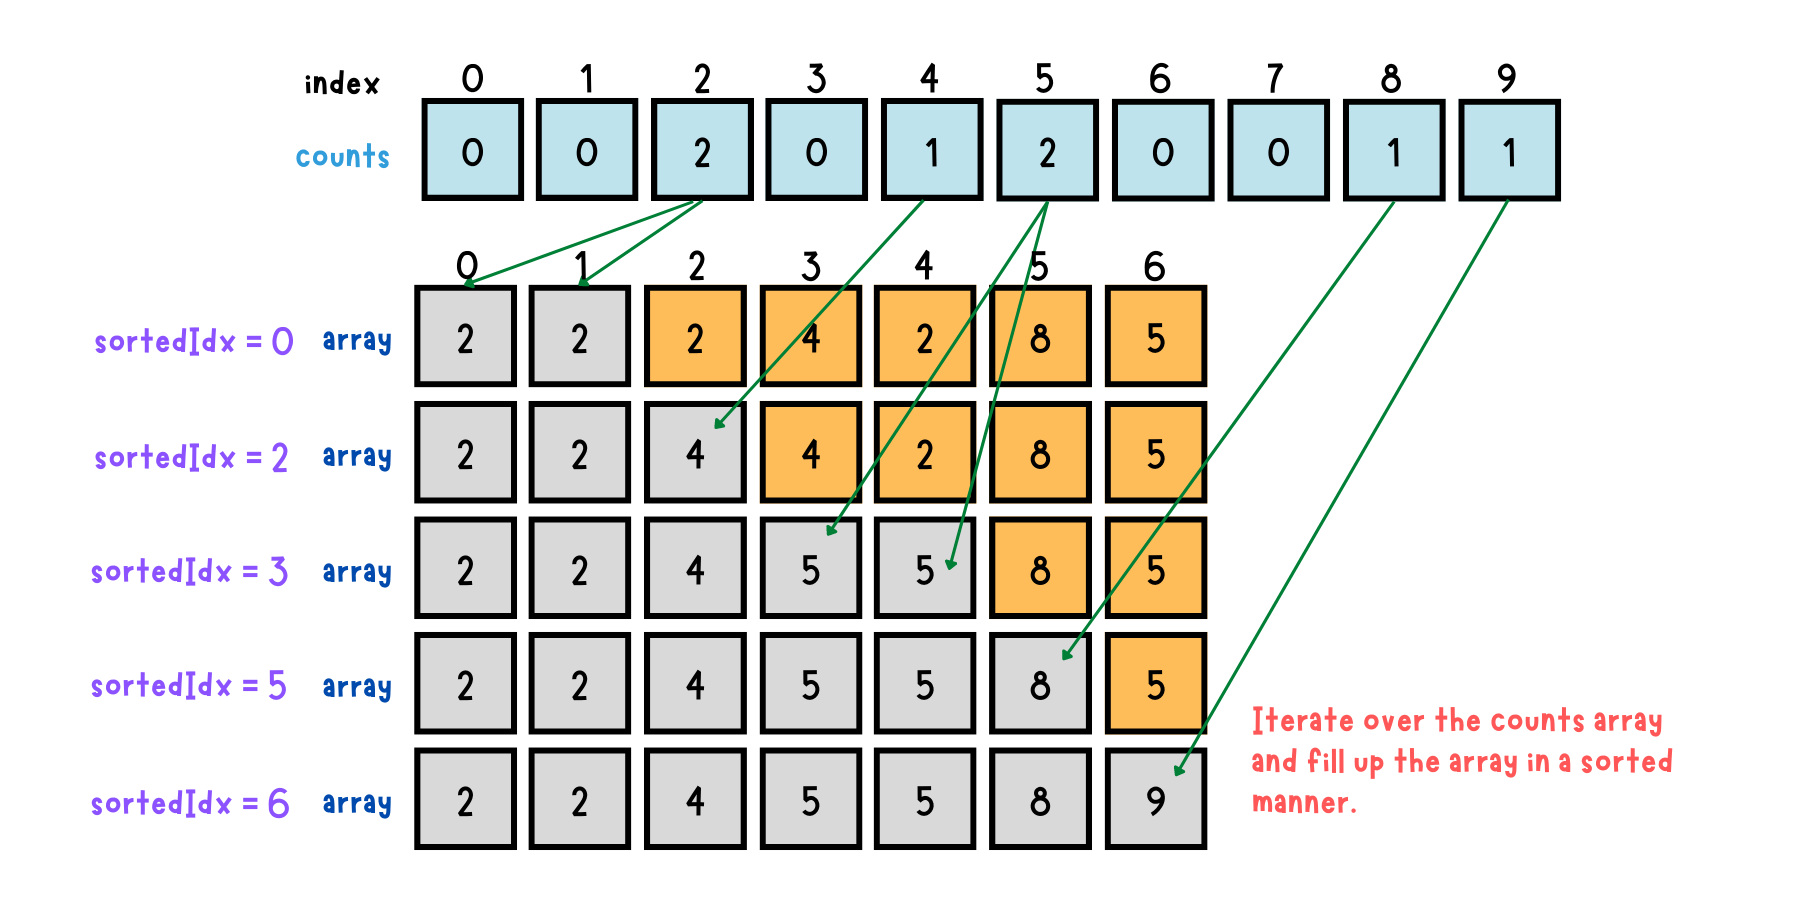 index 0 1 2 3 4 5 6 7 8 9
counts 0 0 2 0 1 2 0 0 1 1
0 1 2 3 4 5 6
sortedIdx = 0 array 2 2 2 4 2 8 5
sortedIdx = 2 array 2 2 4 4 2 8 5
sortedIdx = 3 array 2 2 4 5 5 8 5
sortedIdx = 5 array 2 2 4 5 5 8 5
sortedIdx = 6 array 2 2 4 5 5 8 9
Iterate over the counts array
and fill up the array in a sorted
manner.